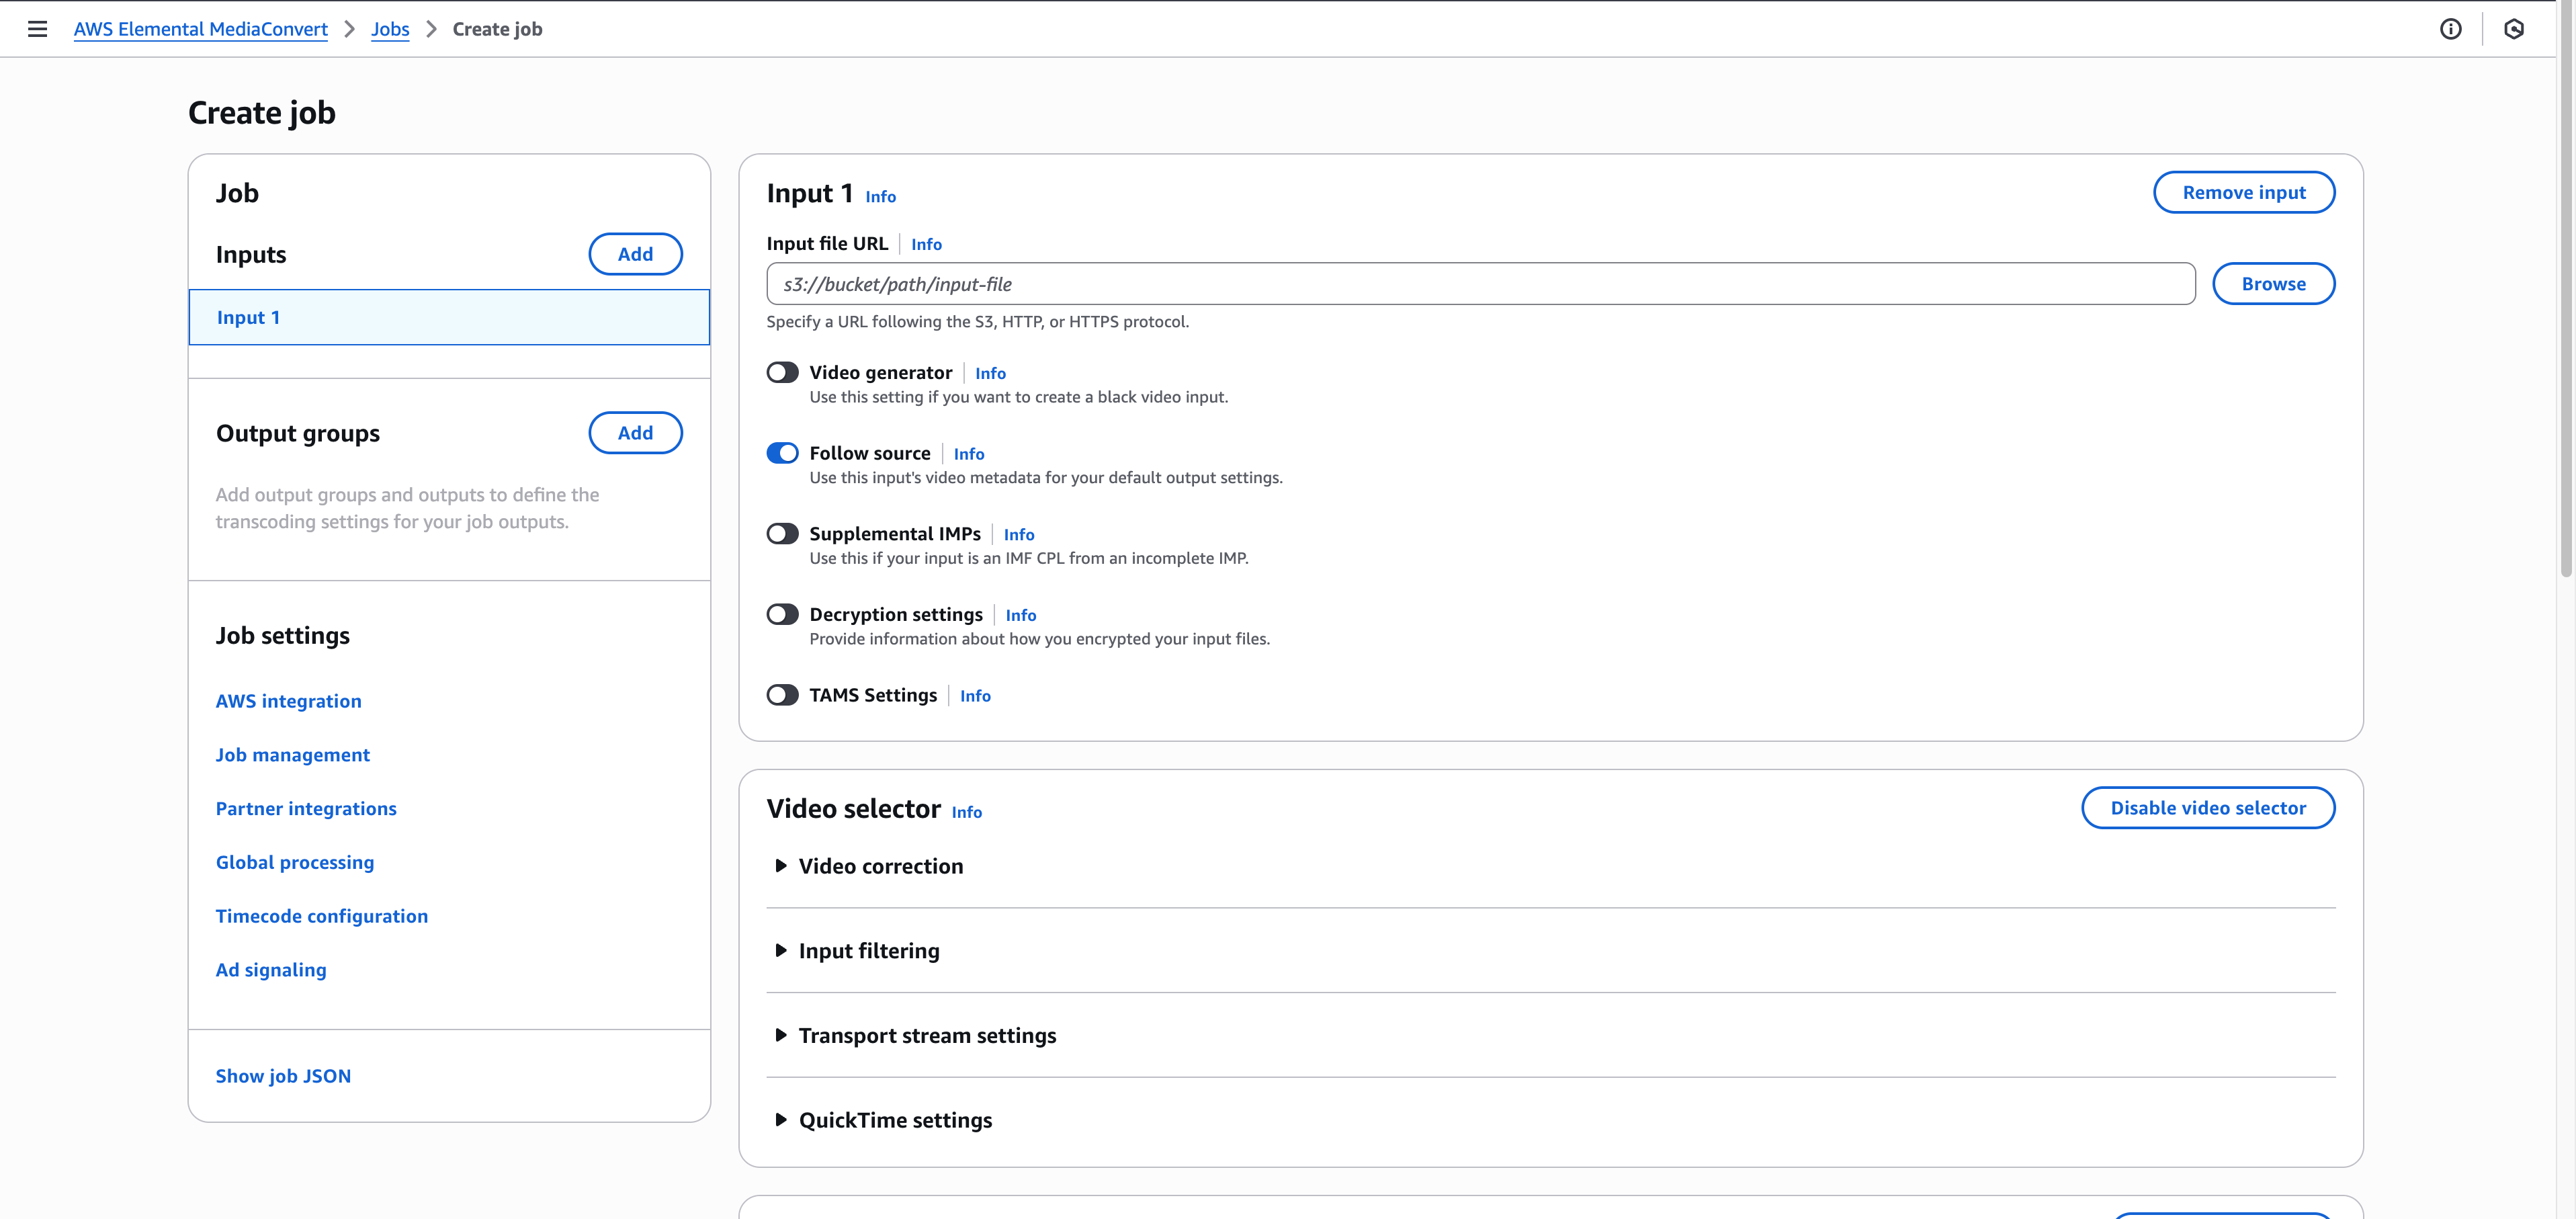 AWS Elemental MediaConvert
Jobs
Create job
Create job
Job
Inputs
Add
Input 1
Output groups
Add
Add output groups and outputs to define the
transcoding settings for your job outputs.
Job settings
AWS integration
Job management
Partner integrations
Global processing
Timecode configuration
Ad signaling
Show job JSON
Input 1 Info
Remove input
Input file URL Info
s3://bucket/path/input-file
Browse
Specify a URL following the S3, HTTP, or HTTPS protocol.
Video generator Info
Use this setting if you want to create a black video input.
Follow source Info
Use this input's video metadata for your default output settings.
Supplemental IMPs Info
Use this if your input is an IMF CPL from an incomplete IMP.
Decryption settings Info
Provide information about how you encrypted your input files.
TAMS Settings Info
Video selector Info
Disable video selector
Video correction
Input filtering
Transport stream settings
QuickTime settings